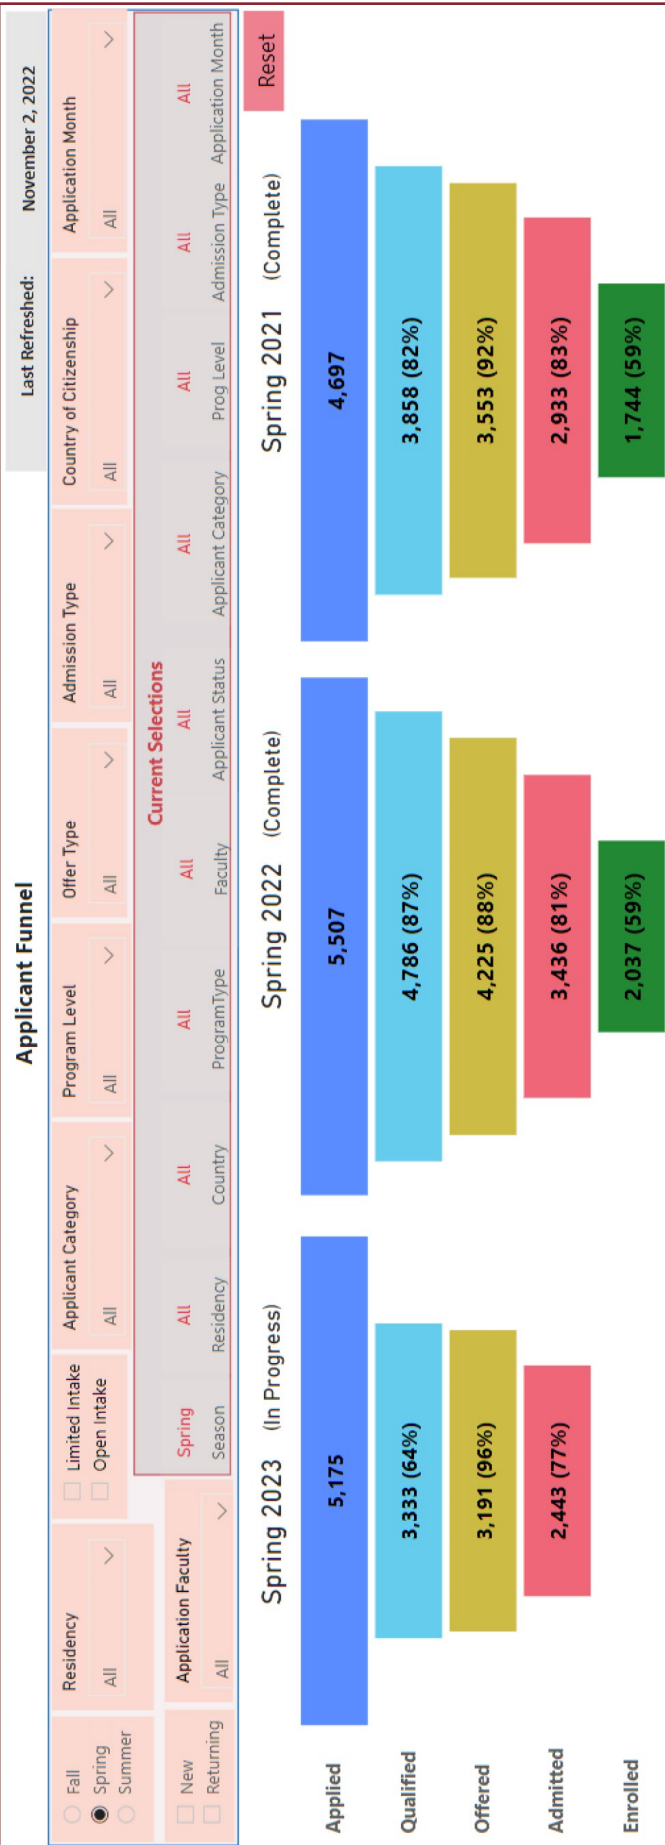 Applicant Funnel
Last Refreshed: November 2, 2022
Fall
Spring
Summer
Residency
All
Limited Intake
Open Intake
Applicant Category
All
Program Level
All
Offer Type
All
Admission Type
All
Country of Citizenship
All
Application Month
All
New
Returning
Application Faculty
All
Current Selections
Spring All All All All All All All All All
Season Residency Country ProgramType Faculty Applicant Status Applicant Category Prog Level Admission Type Application Month
Reset
Spring 2023 (In Progress) Spring 2022 (Complete) Spring 2021 (Complete)
Applied 5,175 5,507 4,697
Qualified 3,333 (64%) 4,786 (87%) 3,858 (82%)
Offered 3,191 (96%) 4,225 (88%) 3,553 (92%)
Admitted 2,443 (77%) 3,436 (81%) 2,933 (83%)
Enrolled 2,037 (59%) 1,744 (59%)